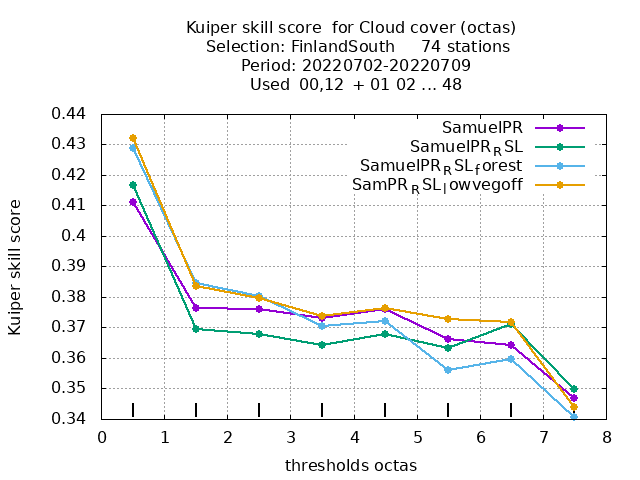 Kuiper skill score  for Cloud cover (octas)
Selection: FinlandSouth     74 stations
Period: 20220702-20220709
Used  00,12  + 01 02 ... 48
0.44
0.43
0.42
0.41
0.4
0.39
0.38
0.37
0.36
0.35
0.34
Kuiper skill score
SamuelPR
SamuelPR_RSL
SamuelPR_RSL_forest
SamPR_RSL_lowvegoff
0 1 2 3 4 5 6 7 8
thresholds octas